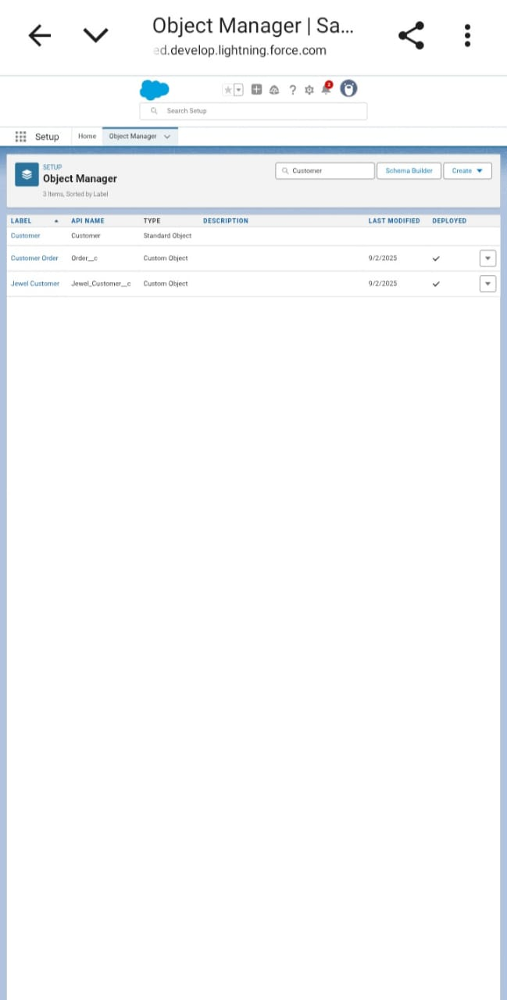 Object Manager | Sa...
ed.develop.lightning.force.com
2
Search Setup
Setup Home Object Manager
SETUP
Object Manager
3 Items, Sorted by Label
Customer Schema Builder Create
LABEL API NAME TYPE DESCRIPTION LAST MODIFIED DEPLOYED
Customer Customer Standard Object
Customer Order Order__c Custom Object 9/2/2025
Jewel Customer Jewel_Customer__c Custom Object 9/2/2025